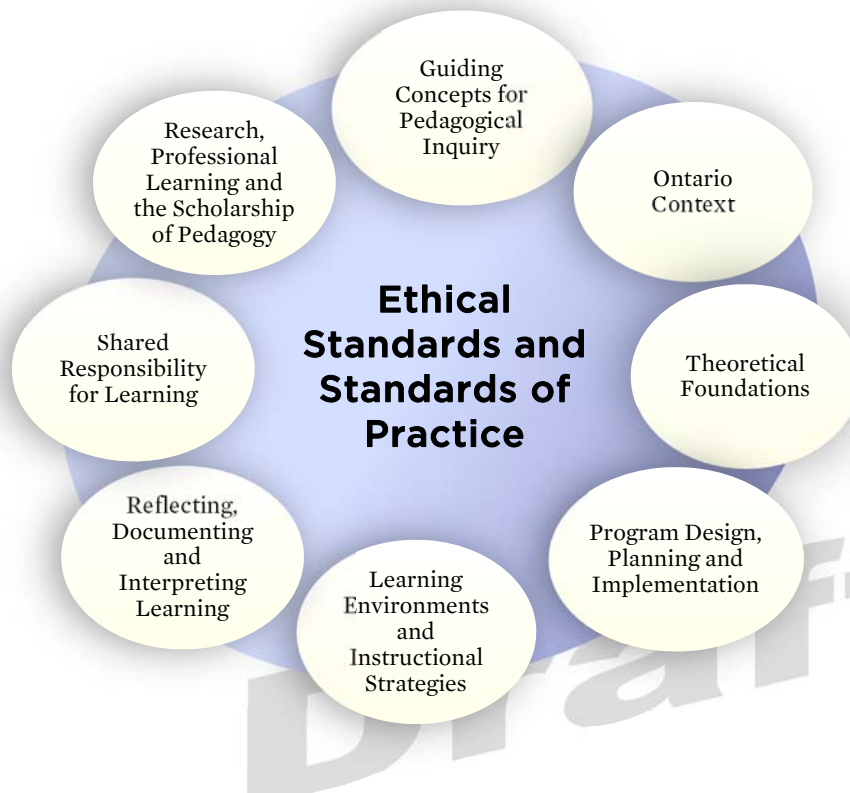 Guiding
Concepts for
Pedagogical
Inquiry
Ontario
Context
Theoretical
Foundations
Program Design,
Planning and
Implementation
Learning
Environments
and
Instructional
Strategies
Reflecting,
Documenting
and
Interpreting
Learning
Shared
Responsibility
for Learning
Research,
Professional
Learning and
the Scholarship
of Pedagogy
Ethical
Standards and
Standards of
Practice
Draft